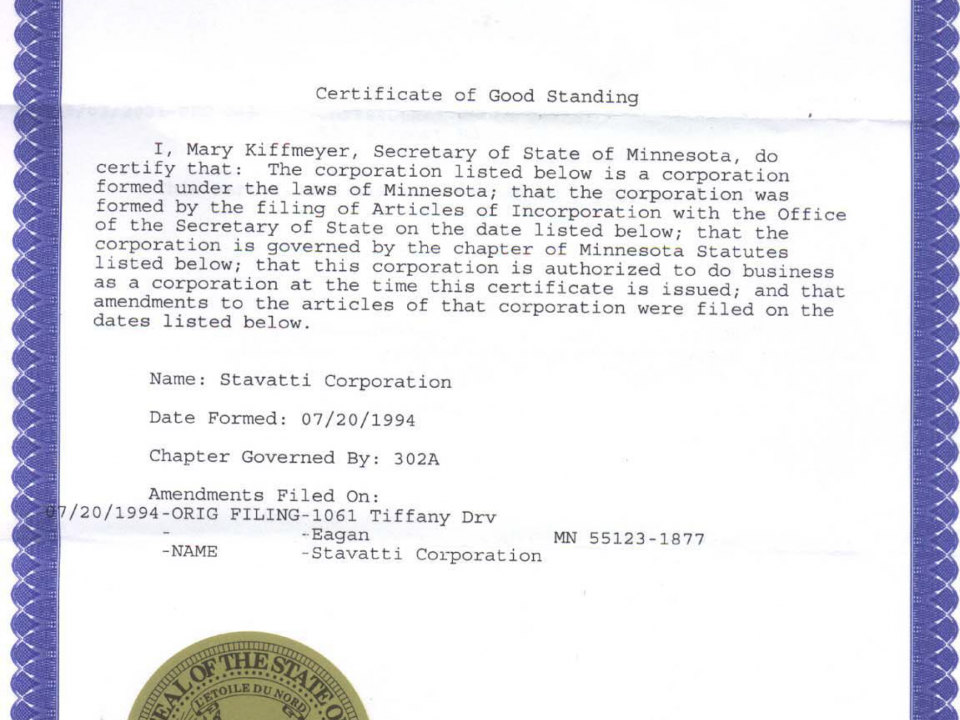 Certificate of Good Standing
I, Mary Kiffmeyer, Secretary of State of Minnesota, do
certify that: The corporation listed below is a corporation
formed under the laws of Minnesota; that the corporation was
formed by the filing of Articles of Incorporation with the Office
of the Secretary of State on the date listed below; that the
corporation is governed by the chapter of Minnesota Statutes
listed below; that this corporation is authorized to do business
as a corporation at the time this certificate is issued; and that
amendments to the articles of that corporation were filed on the
dates listed below.
Name: Stavatti Corporation
Date Formed: 07/20/1994
Chapter Governed By: 302A
Amendments Filed On:
07/20/1994-ORIG FILING-1061 Tiffany Drv
- -Eagan MN 55123-1877
-NAME -Stavatti Corporation
EAL OF THE STATE O
L'ETOILE DU NORD